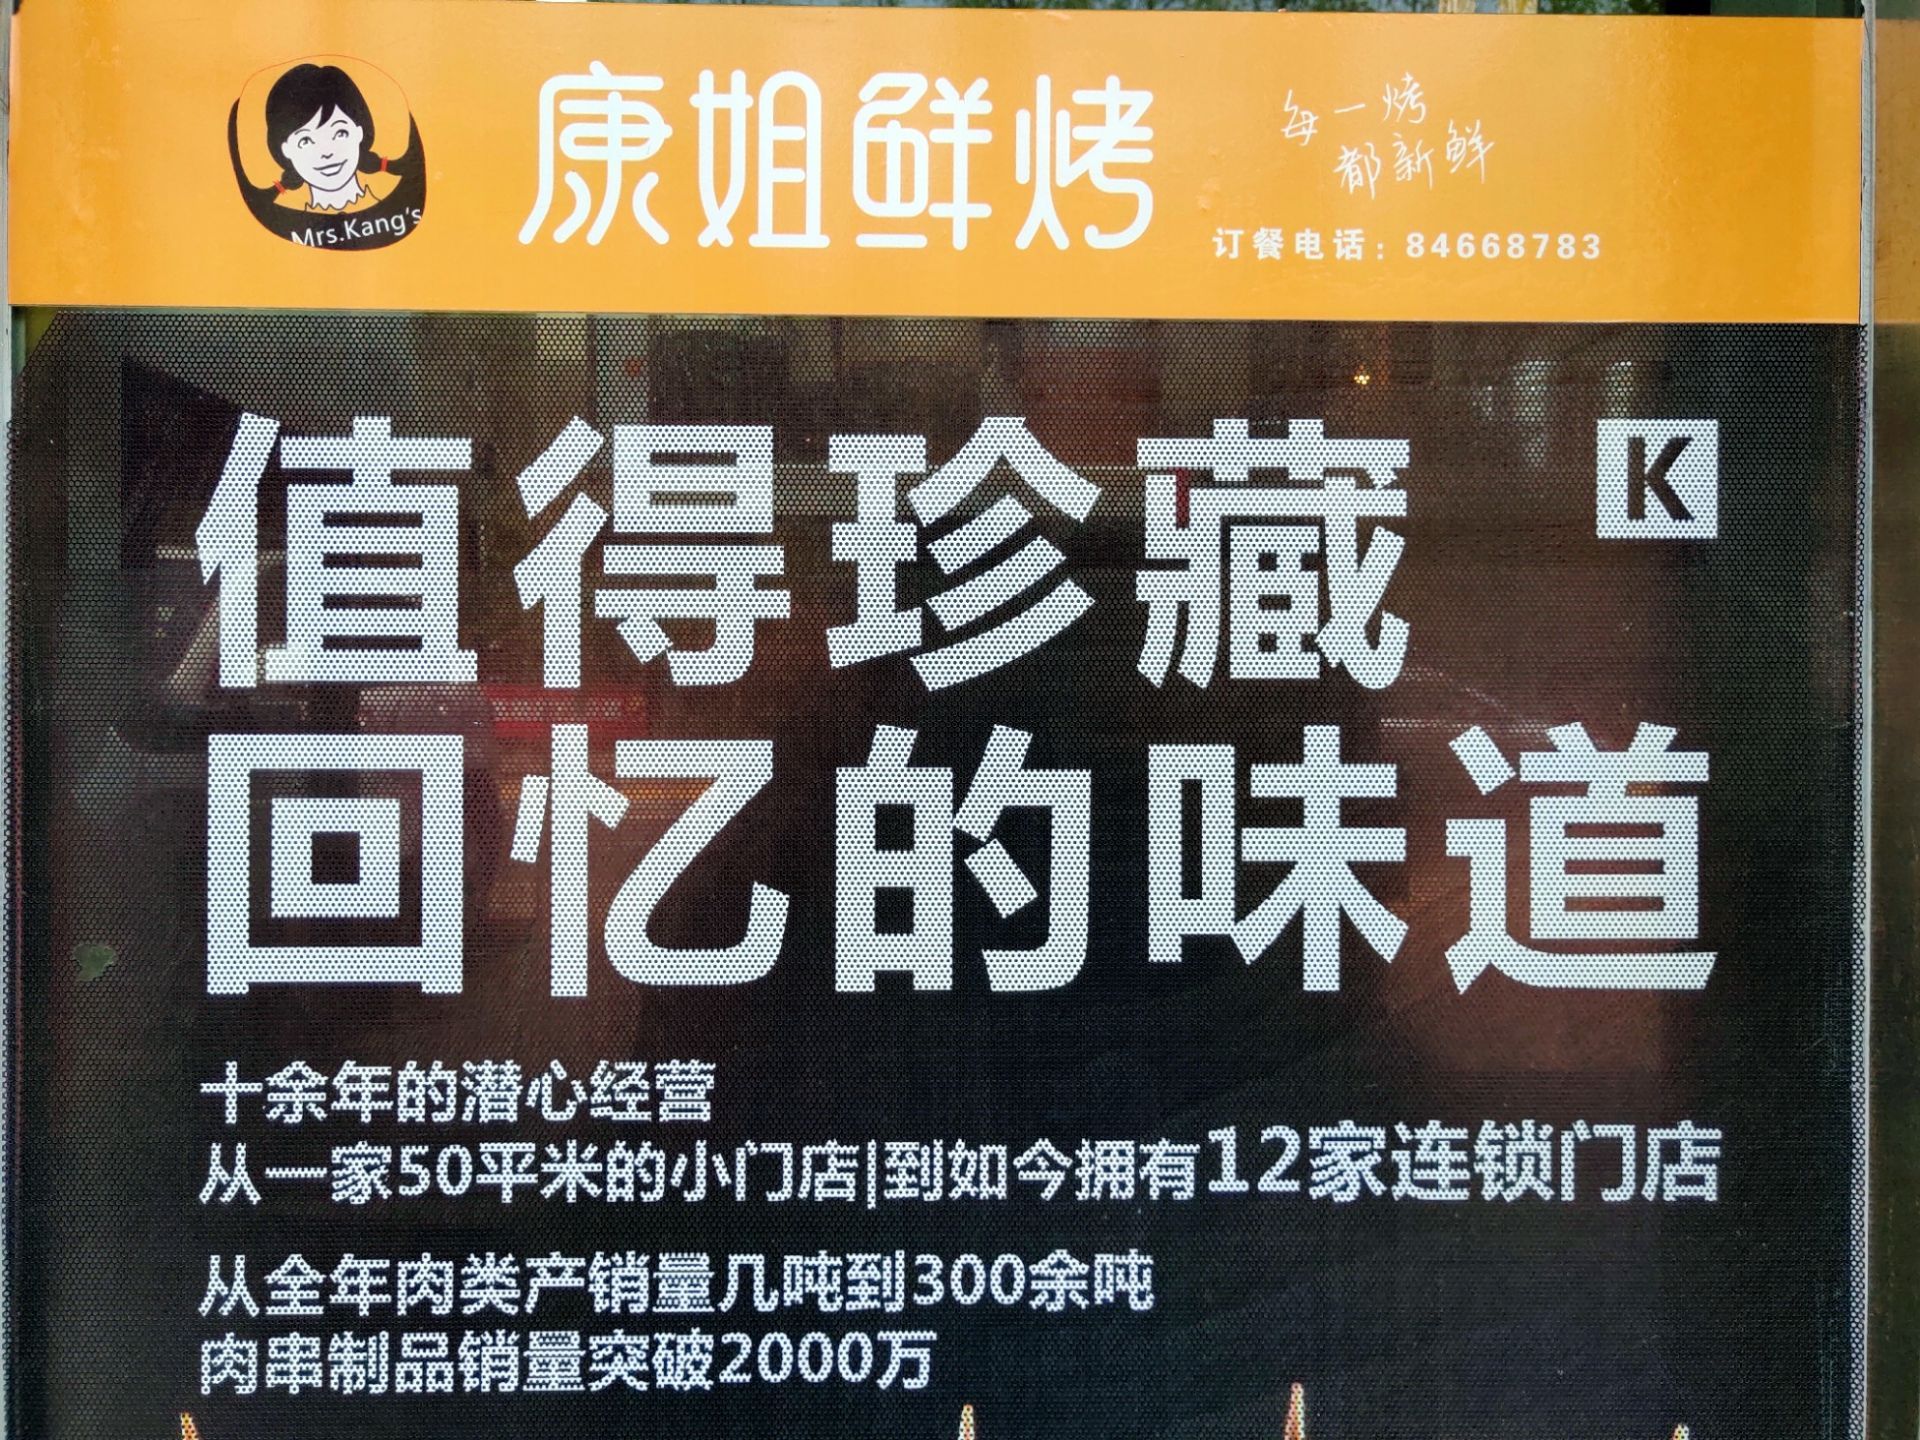 Mrs.Kang's
康姐鲜烤
每一烤
都新鲜
订餐电话：84668783
值得珍藏
K
回忆的味道
十余年的潜心经营
从一家50平米的小门店|到如今拥有12家连锁门店
从全年肉类产销量几吨到300余吨
肉串制品销量突破2000万